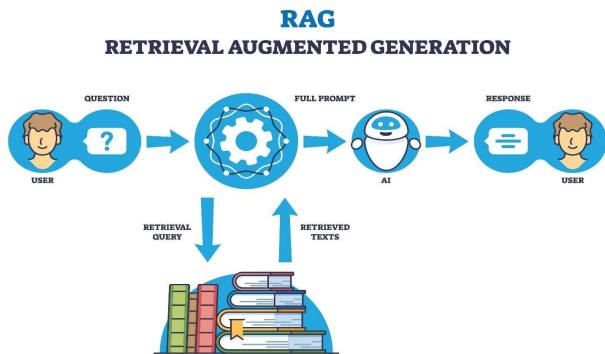 RAG
RETRIEVAL AUGMENTED GENERATION
QUESTION
FULL PROMPT
RESPONSE
?
USER
AI
USER
RETRIEVAL
QUERY
RETRIEVED
TEXTS